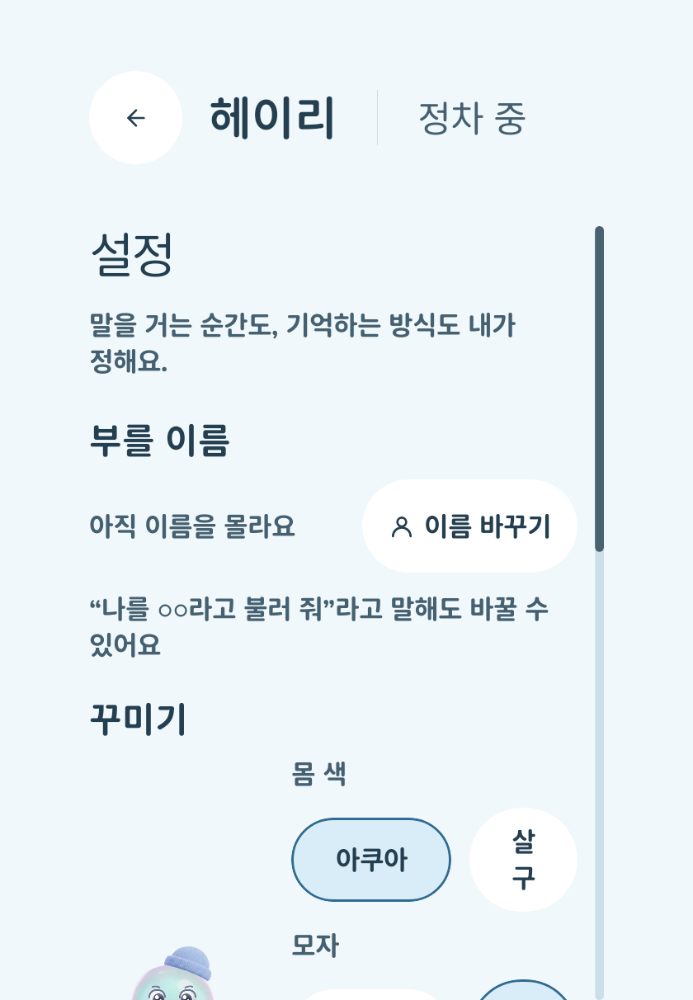 헤이리
정차 중
설정
말을 거는 순간도, 기억하는 방식도 내가
정해요.
부를 이름
아직 이름을 몰라요
이름 바꾸기
“나를 ○○라고 불러 줘”라고 말해도 바꿀 수
있어요
꾸미기
몸 색
아쿠아
살
구
모자